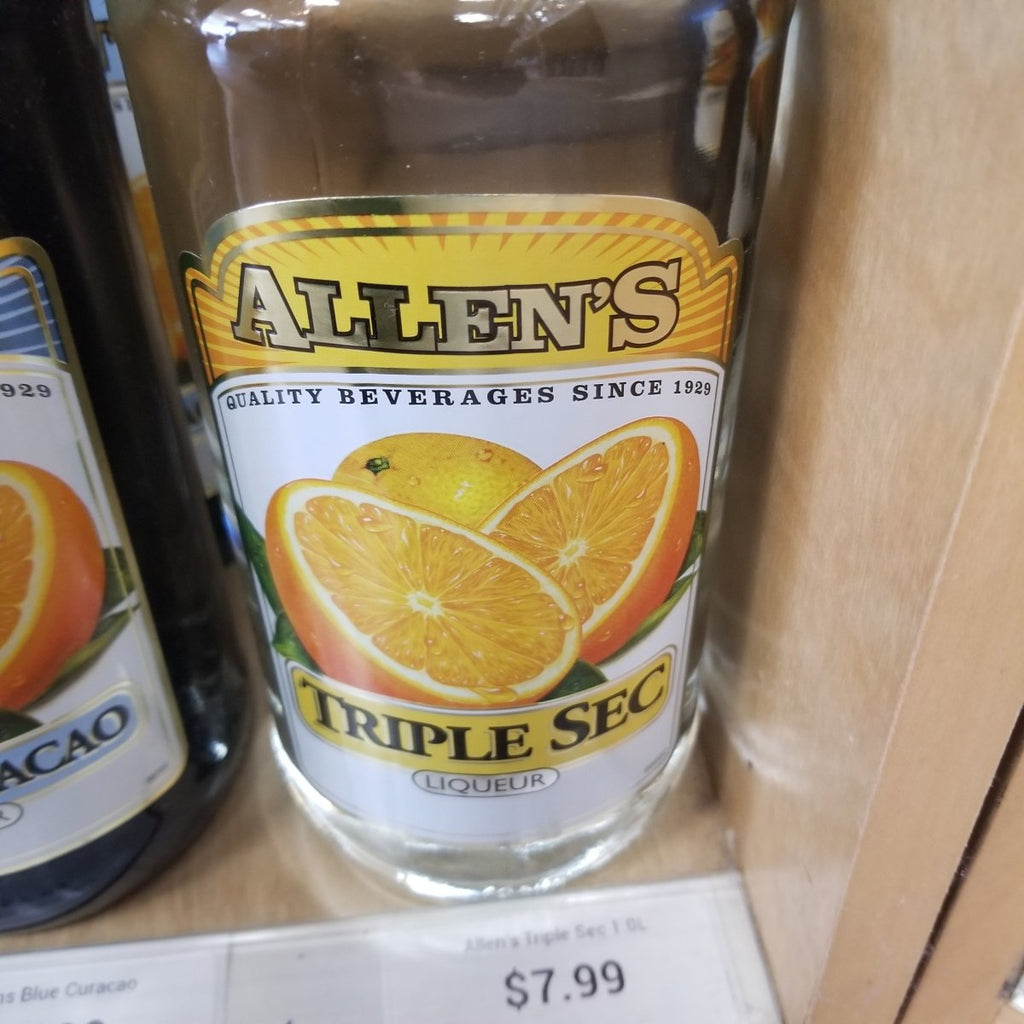 ALLEN'S
QUALITY BEVERAGES SINCE 1929
TRIPLE SEC
LIQUEUR
929
ACAO
R
Allen's Triple Sec 1.0L
$7.99
ns Blue Curacao